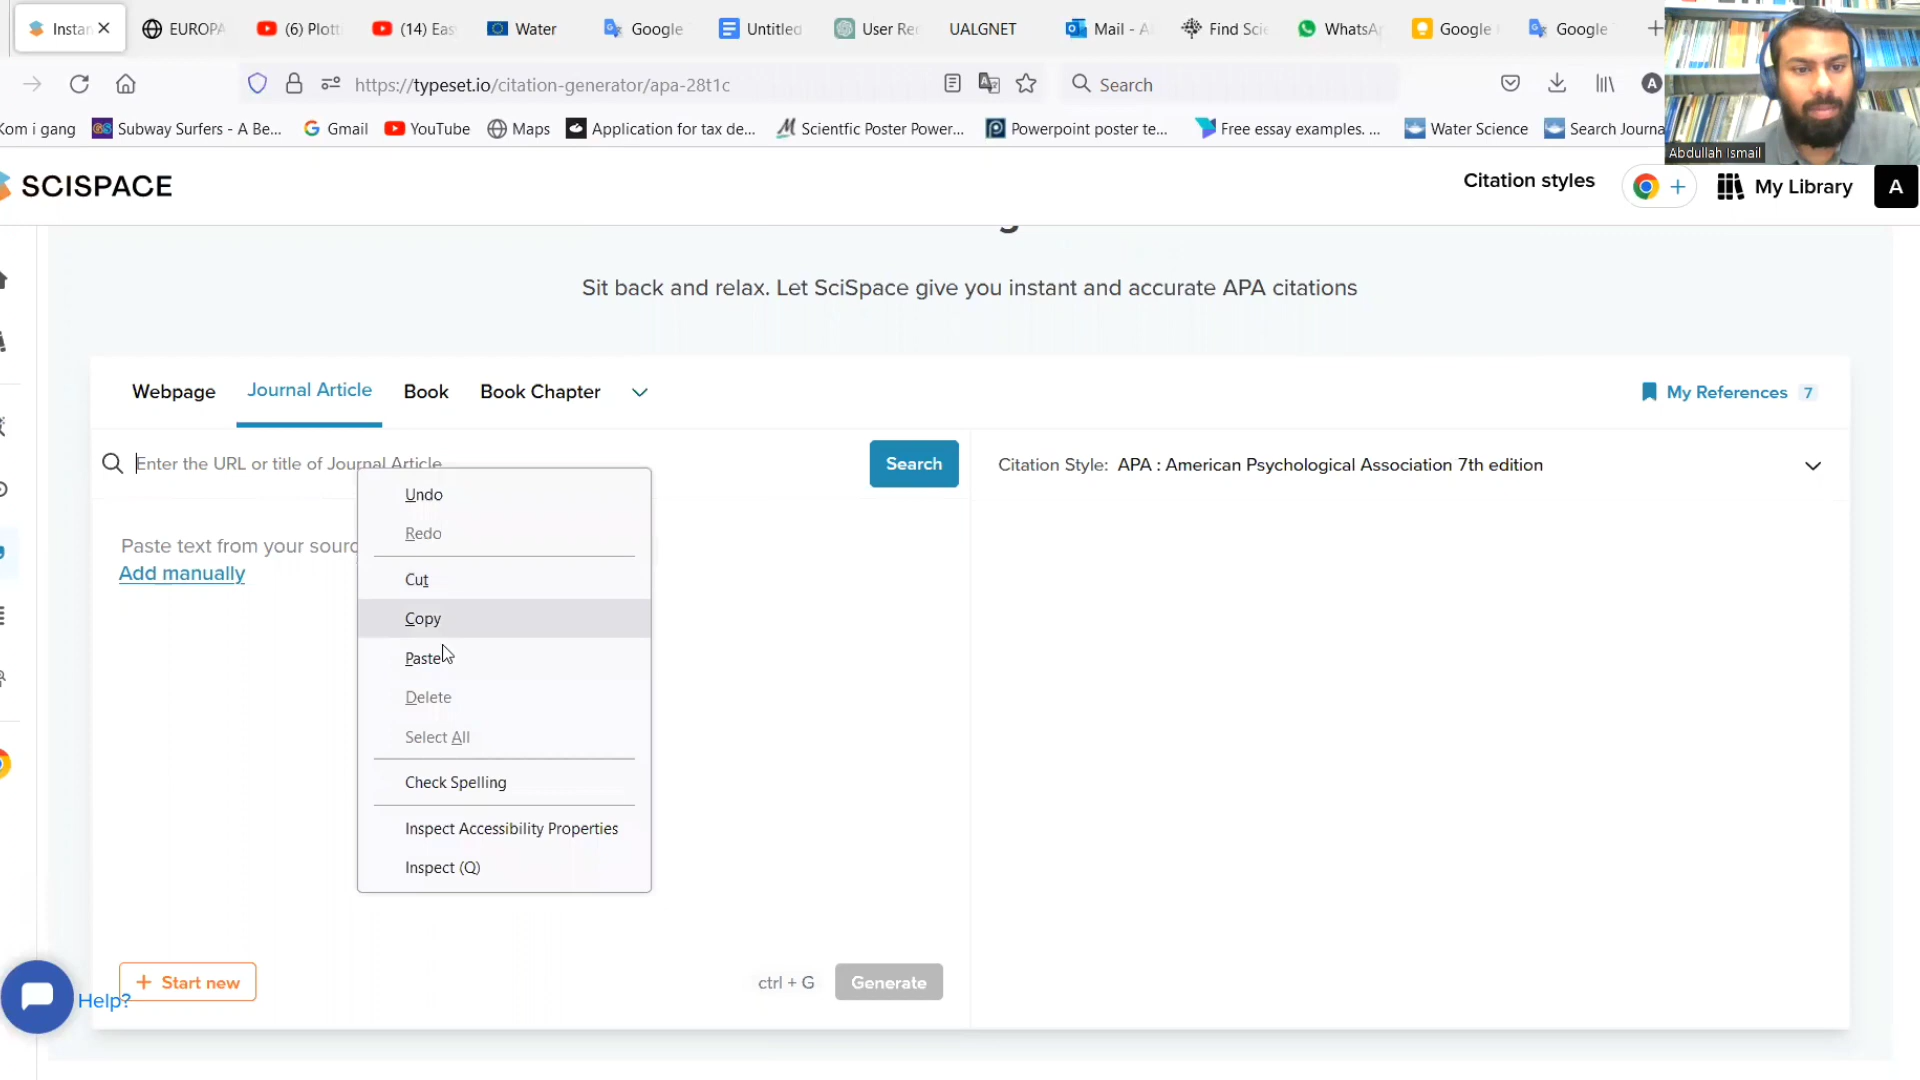 Instan
EUROPA
(6) Plott
(14) Eas
Water
Google
Untitled
User Re
UALGNET
Mail - A
Find Scie
WhatsA
Google
Google
https://typeset.io/citation-generator/apa-28t1c
Search
A
Kom i gang
Subway Surfers - A Be...
Gmail
YouTube
Maps
Application for tax de...
Scientfic Poster Power...
Powerpoint poster te...
Free essay examples. ...
Water Science
Search Journa
Abdullah Ismail
SCISPACE
Citation styles
My Library
A
Sit back and relax. Let SciSpace give you instant and accurate APA citations
Webpage
Journal Article
Book
Book Chapter
My References 7
Enter the URL or title of Journal Article
Search
Citation Style: APA : American Psychological Association 7th edition
Paste text from your sourc
Add manually
Undo
Redo
Cut
Copy
Paste
Delete
Select All
Check Spelling
Inspect Accessibility Properties
Inspect (Q)
+ Start new
ctrl + G
Generate
Help?